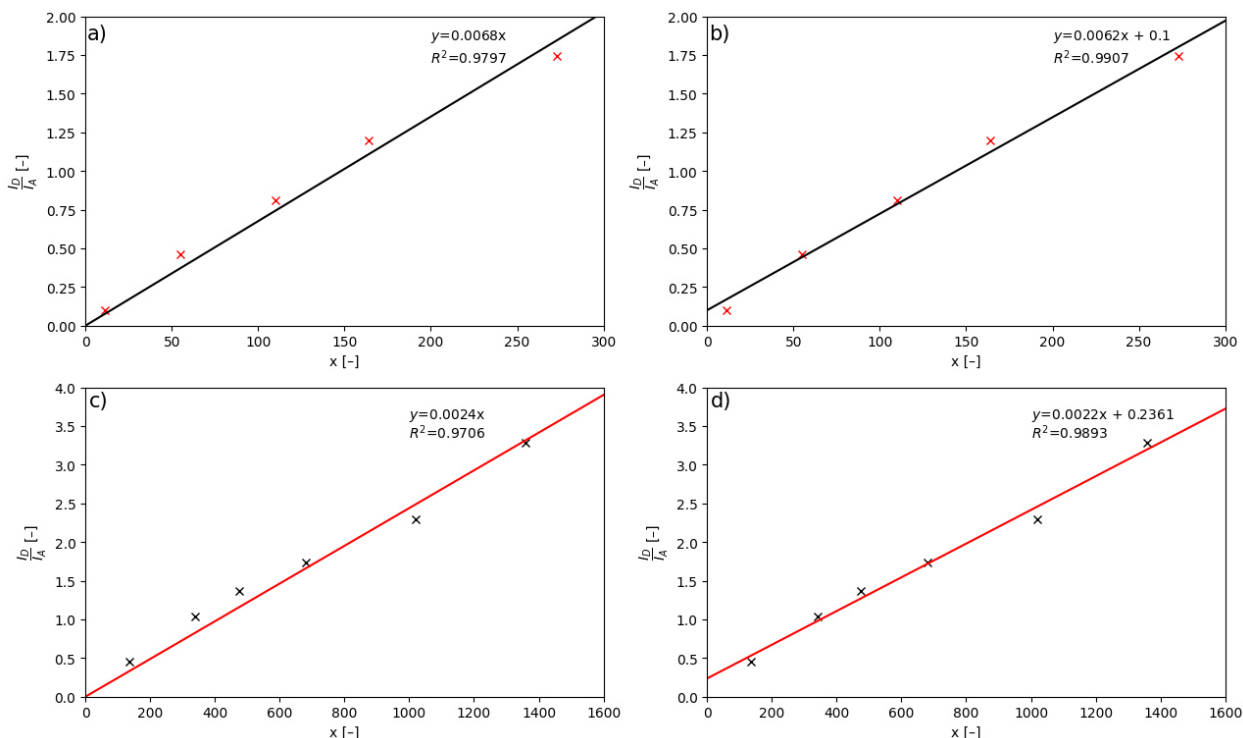 a)
y=0.0068x
R²=0.9797
2.00
1.75
1.50
1.25
1.00
0.75
0.50
0.25
0.00
I_D/I_A [–]
0 50 100 150 200 250 300
x [–]
b)
y=0.0062x + 0.1
R²=0.9907
2.00
1.75
1.50
1.25
1.00
0.75
0.50
0.25
0.00
I_D/I_A [–]
0 50 100 150 200 250 300
x [–]
c)
y=0.0024x
R²=0.9706
4.0
3.5
3.0
2.5
2.0
1.5
1.0
0.5
0.0
I_D/I_A [–]
0 200 400 600 800 1000 1200 1400 1600
x [–]
d)
y=0.0022x + 0.2361
R²=0.9893
4.0
3.5
3.0
2.5
2.0
1.5
1.0
0.5
0.0
I_D/I_A [–]
0 200 400 600 800 1000 1200 1400 1600
x [–]